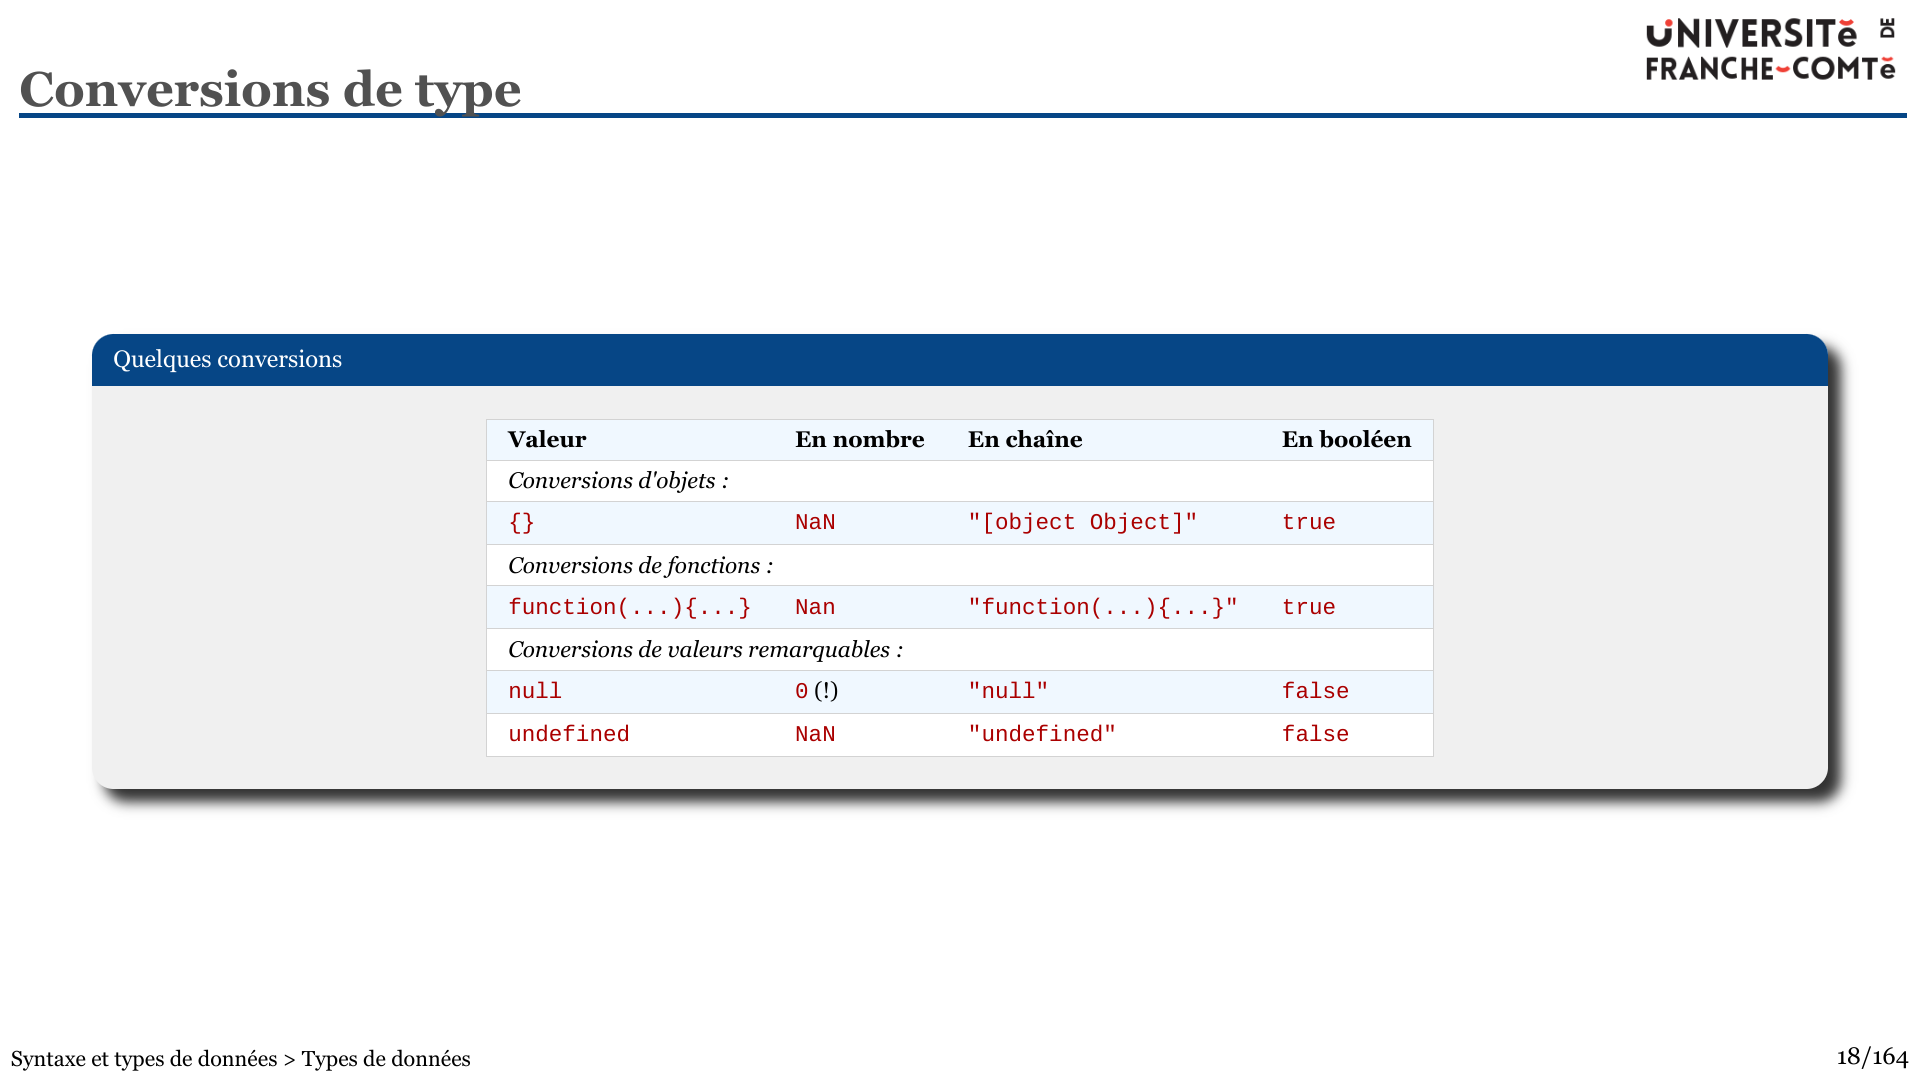 UNIVERSITĕ DE
FRANCHE-COMTĕ
Conversions de type
Quelques conversions
Valeur En nombre En chaîne En booléen
Conversions d'objets :
{} NaN "[object Object]" true
Conversions de fonctions :
function(...){...} Nan "function(...){...}" true
Conversions de valeurs remarquables :
null 0 (!) "null" false
undefined NaN "undefined" false
Syntaxe et types de données > Types de données
18/164